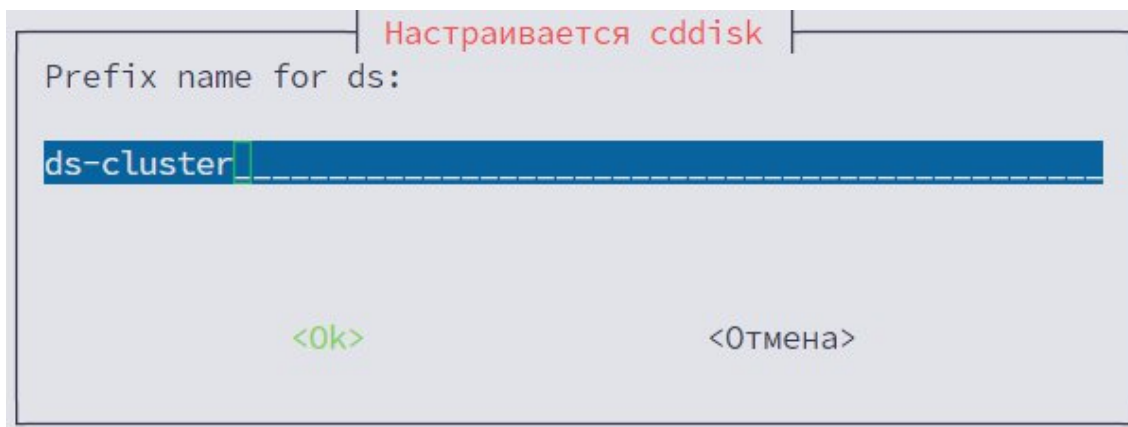 Настраивается cddisk
Prefix name for ds:
ds-cluster
<Ok> <Отмена>